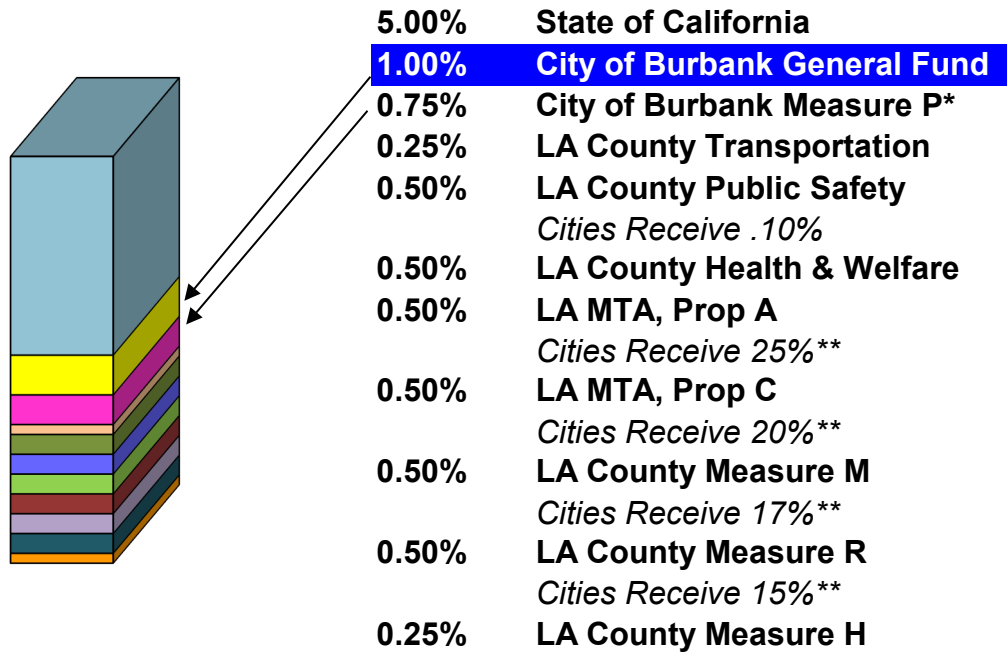 5.00% State of California
1.00% City of Burbank General Fund
0.75% City of Burbank Measure P*
0.25% LA County Transportation
0.50% LA County Public Safety
Cities Receive .10%
0.50% LA County Health & Welfare
0.50% LA MTA, Prop A
Cities Receive 25%**
0.50% LA MTA, Prop C
Cities Receive 20%**
0.50% LA County Measure M
Cities Receive 17%**
0.50% LA County Measure R
Cities Receive 15%**
0.25% LA County Measure H